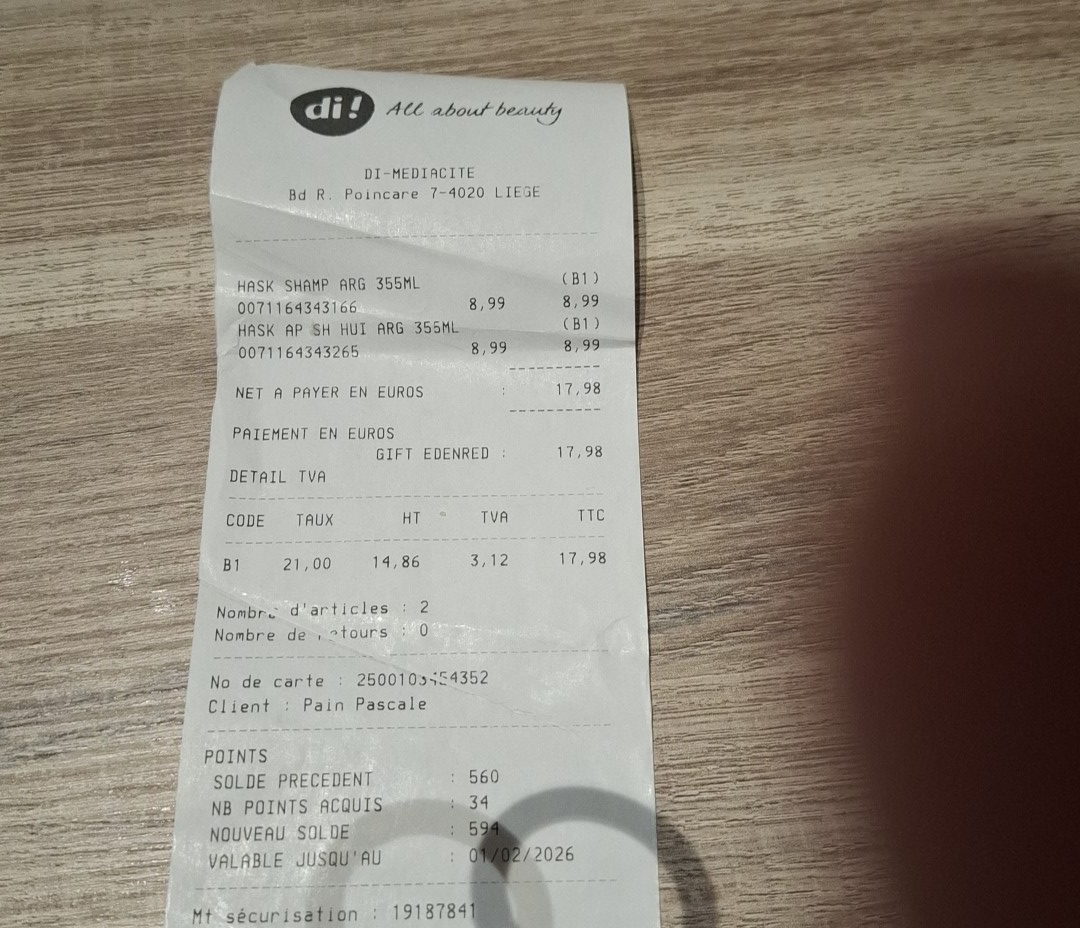 di! All about beauty
DI-MEDIACITE
Bd R. Poincare 7-4020 LIEGE
HASK SHAMP ARG 355ML (B1)
0071164343166 8,99 8,99
HASK AP SH HUI ARG 355ML (B1)
0071164343265 8,99 8,99
NET A PAYER EN EUROS : 17,98
PAIEMENT EN EUROS
GIFT EDENRED : 17,98
DETAIL TVA
CODE TAUX HT TVA TTC
B1 21,00 14,86 3,12 17,98
Nombre d'articles : 2
Nombre de retours : 0
No de carte :
Client : Pain Pascale
POINTS
SOLDE PRECEDENT : 560
NB POINTS ACQUIS : 34
NOUVEAU SOLDE : 594
VALABLE JUSQU'AU : 01/02/2026
Mt sécurisation : 19187841